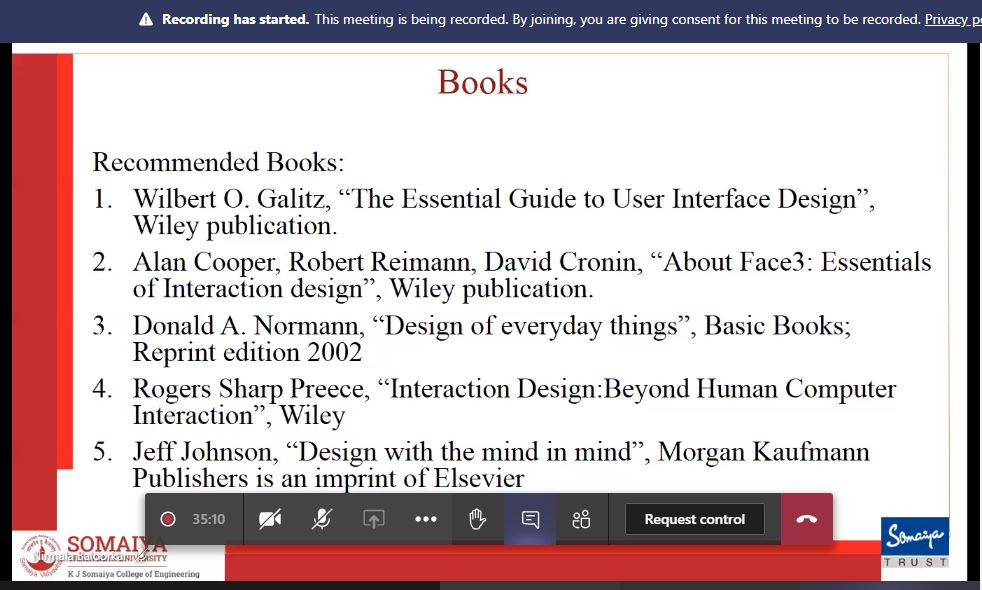 Recording has started. This meeting is being recorded. By joining, you are giving consent for this meeting to be recorded. Privacy
Books
Recommended Books:
1. Wilbert O. Galitz, “The Essential Guide to User Interface Design”,
Wiley publication.
2. Alan Cooper, Robert Reimann, David Cronin, “About Face3: Essentials
of Interaction design”, Wiley publication.
3. Donald A. Normann, “Design of everyday things”, Basic Books;
Reprint edition 2002
4. Rogers Sharp Preece, “Interaction Design:Beyond Human Computer
Interaction”, Wiley
5. Jeff Johnson, “Design with the mind in mind”, Morgan Kaufmann
Publishers is an imprint of Elsevier
35:10
Request control
SOMAIYA
K J Somaiya College of Engineering
Somaiya
TRUST